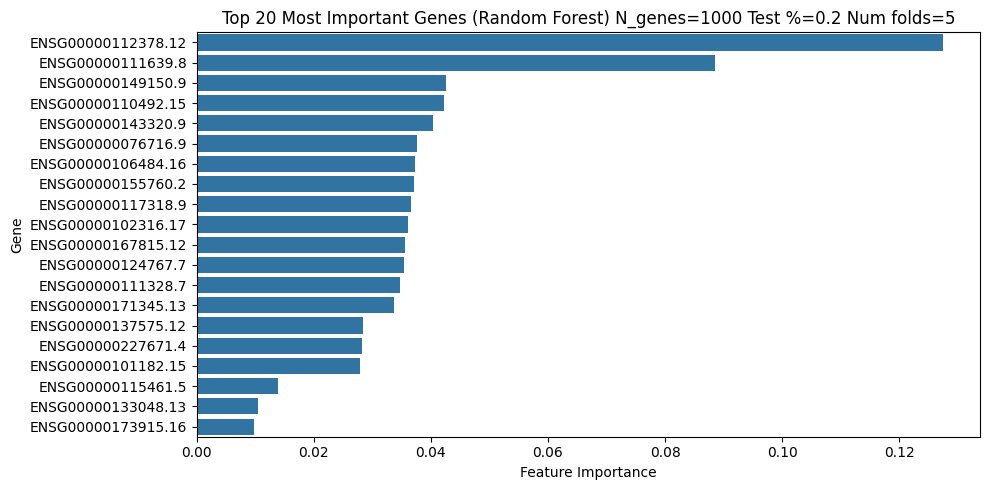 Top 20 Most Important Genes (Random Forest) N_genes=1000 Test %=0.2 Num folds=5
Gene
ENSG00000112378.12
ENSG00000111639.8
ENSG00000149150.9
ENSG00000110492.15
ENSG00000143320.9
ENSG00000076716.9
ENSG00000106484.16
ENSG00000155760.2
ENSG00000117318.9
ENSG00000102316.17
ENSG00000167815.12
ENSG00000124767.7
ENSG00000111328.7
ENSG00000171345.13
ENSG00000137575.12
ENSG00000227671.4
ENSG00000101182.15
ENSG00000115461.5
ENSG00000133048.13
ENSG00000173915.16
0.00 0.02 0.04 0.06 0.08 0.10 0.12
Feature Importance